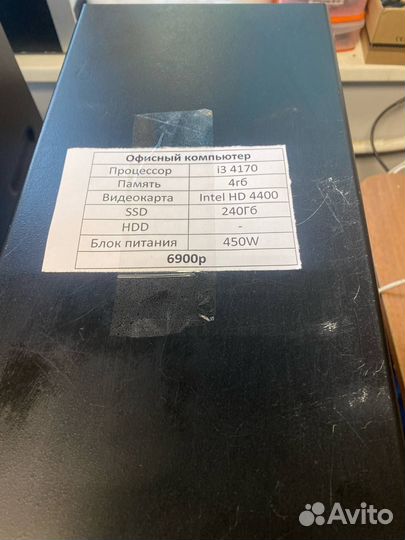 Офисный компьютер
Процессор i3 4170
Память 4гб
Видеокарта Intel HD 4400
SSD 240Гб
HDD -
Блок питания 450W
6900р
Avito